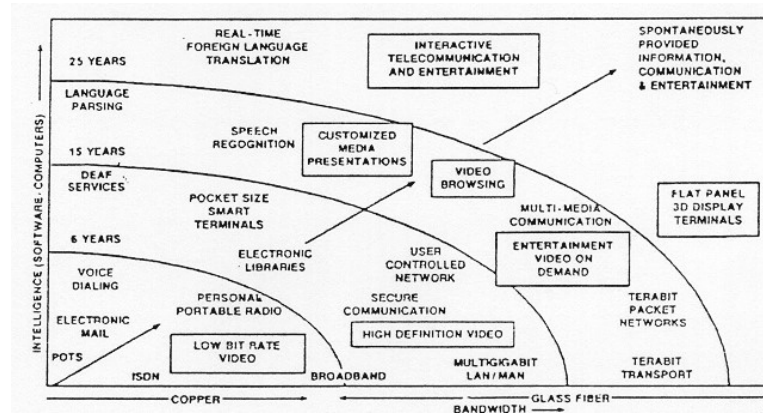 REAL-TIME
FOREIGN LANGUAGE
TRANSLATION
INTERACTIVE
TELECOMMUNICATION
AND ENTERTAINMENT
SPONTANEOUSLY
PROVIDED
INFORMATION,
COMMUNICATION
& ENTERTAINMENT
25 YEARS
LANGUAGE
PARSING
SPEECH
REGOGNITION
CUSTOMIZED
MEDIA
PRESENTATIONS
VIDEO
BROWSING
15 YEARS
DEAF
SERVICES
POCKET SIZE
SMART
TERMINALS
MULTI-MEDIA
COMMUNICATION
FLAT PANEL
3D DISPLAY
TERMINALS
6 YEARS
ELECTRONIC
LIBRARIES
USER
CONTROLLED
NETWORK
ENTERTAINMENT
VIDEO ON
DEMAND
VOICE
DIALING
PERSONAL
PORTABLE RADIO
SECURE
COMMUNICATION
TERABIT
PACKET
NETWORKS
ELECTRONIC
MAIL
HIGH DEFINITION VIDEO
LOW BIT RATE
VIDEO
POTS
ISDN
BROADBAND
MULTIGIGABIT
LAN/MAN
TERABIT
TRANSPORT
COPPER
GLASS FIBER
BANDWIDTH
INTELLIGENCE (SOFTWARE-COMPUTERS)